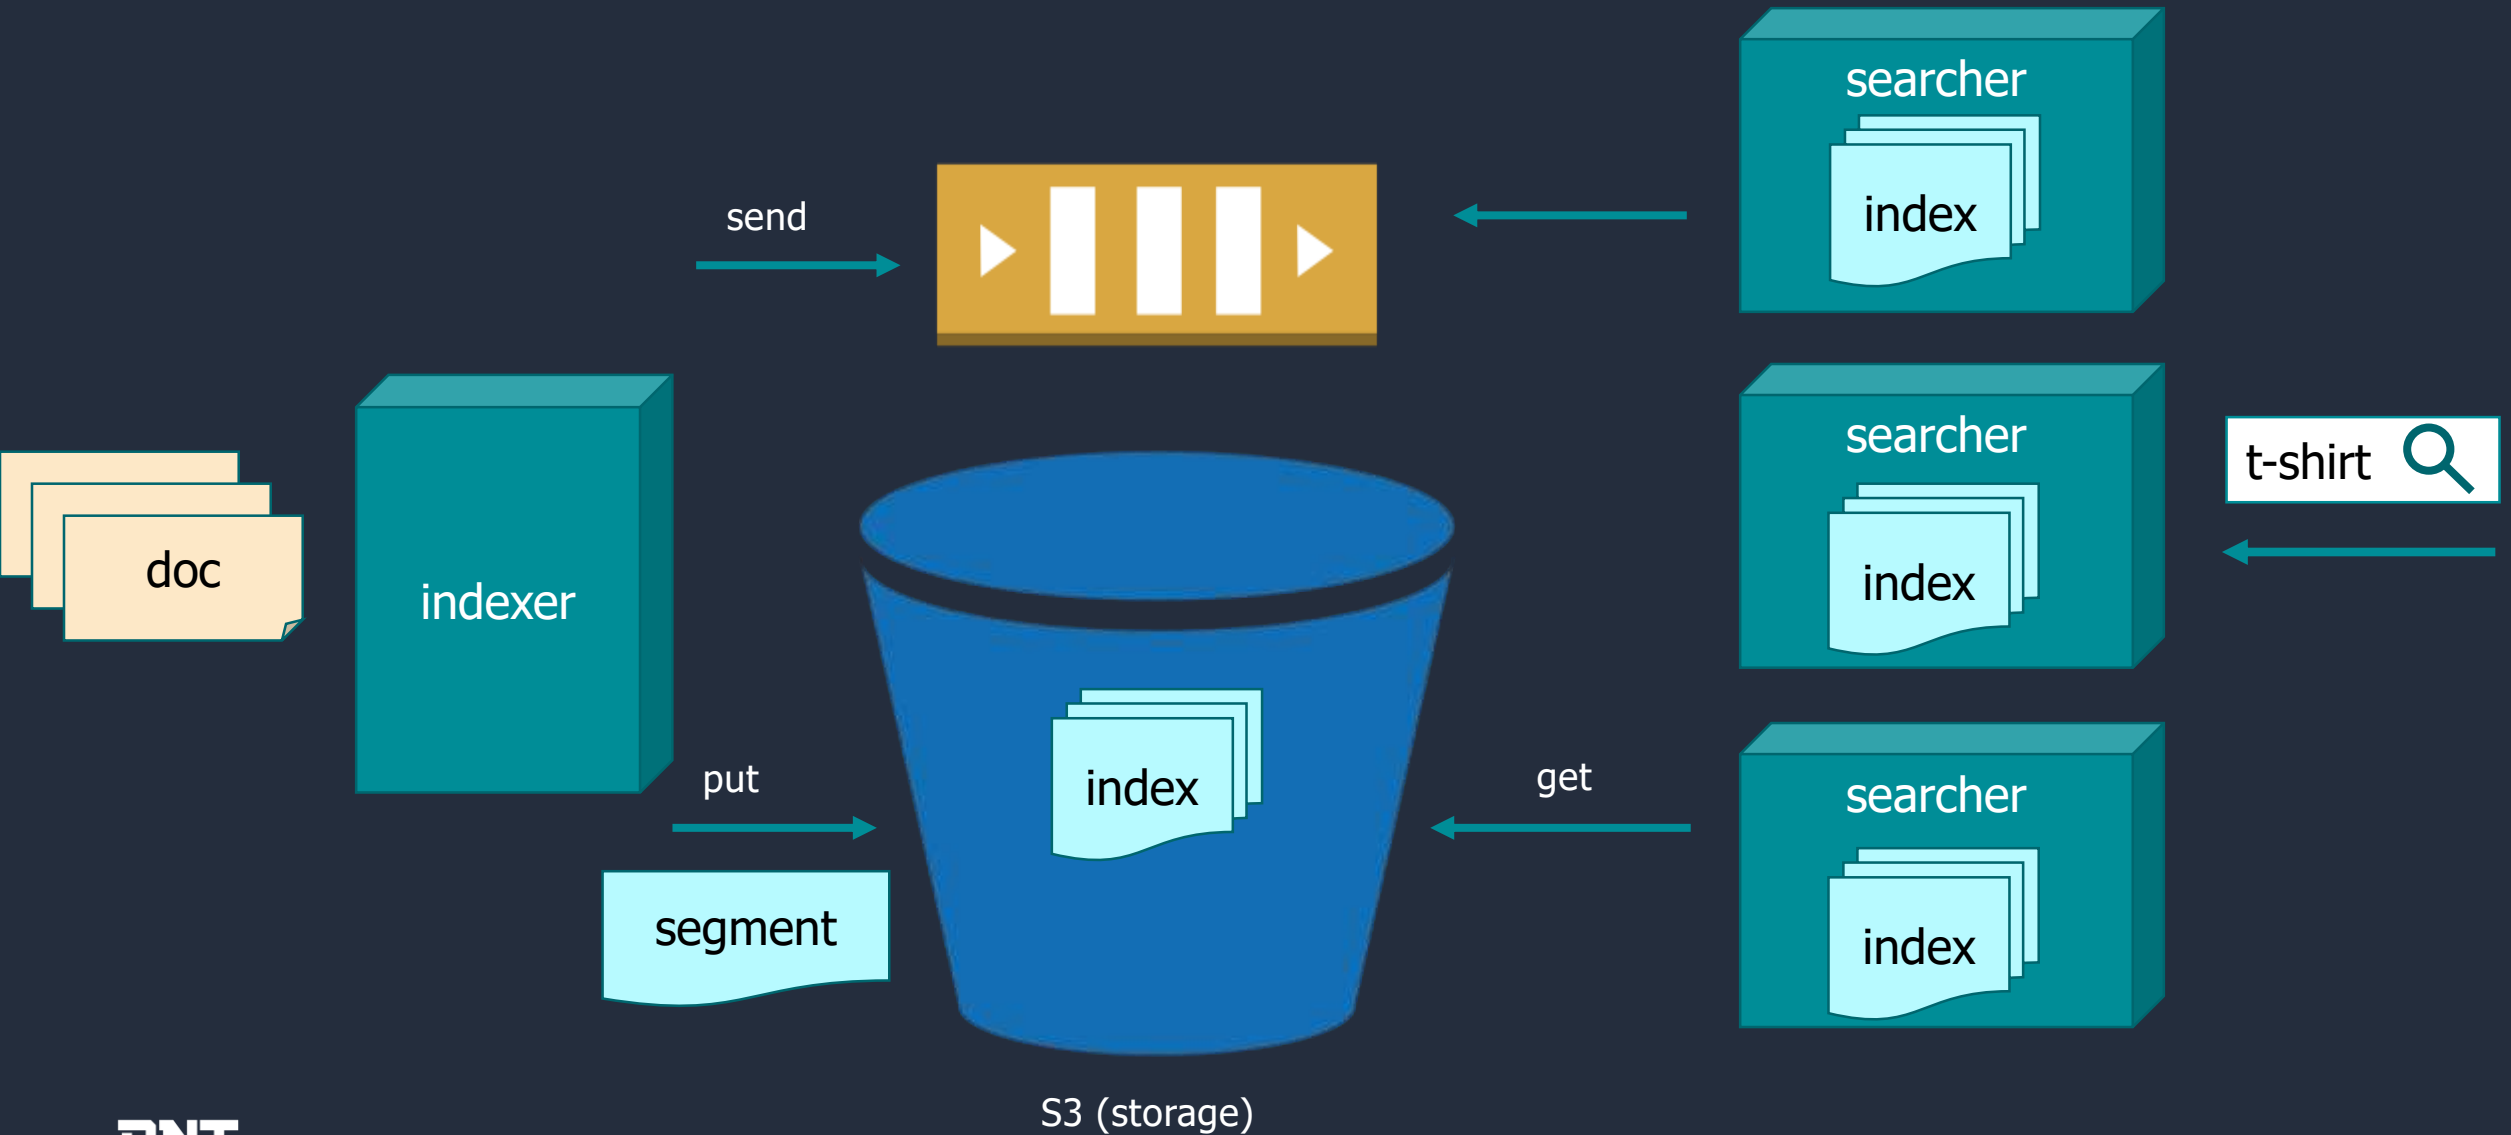 searcher
index
send
searcher
t-shirt
index
doc
indexer
put
index
get
searcher
segment
index
S3 (storage)